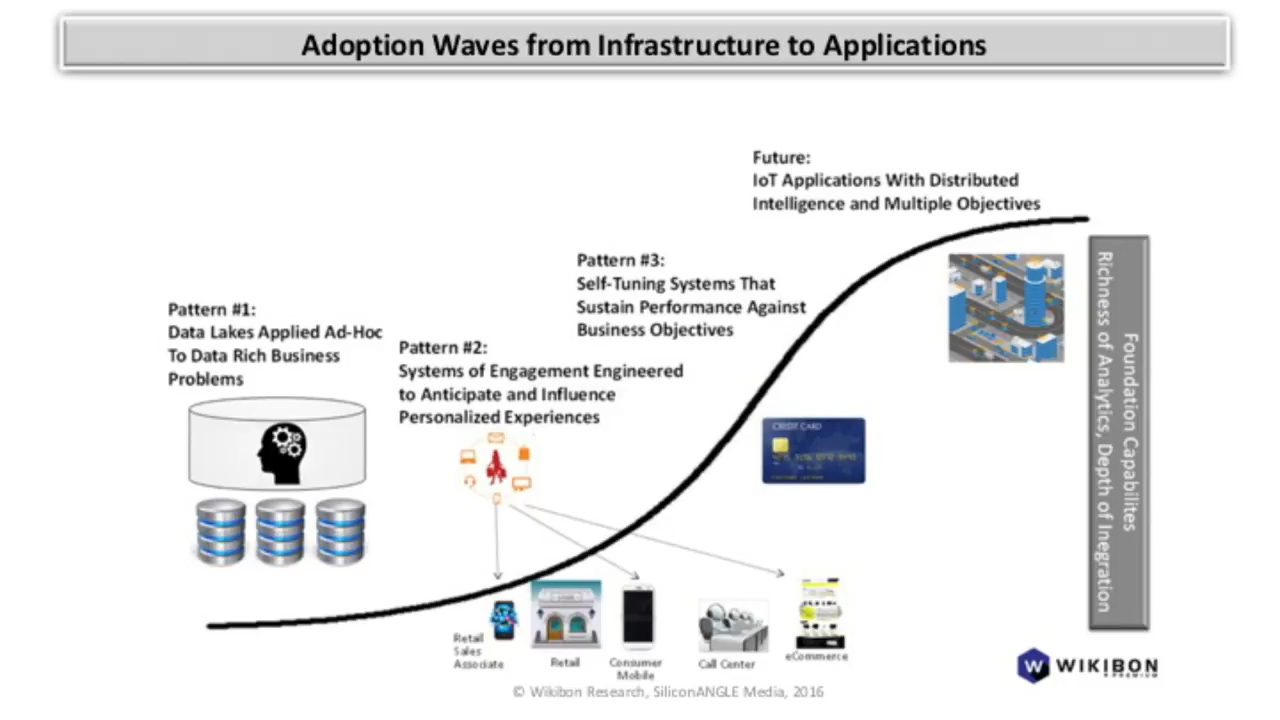 Adoption Waves from Infrastructure to Applications
Future:
IoT Applications With Distributed
Intelligence and Multiple Objectives
Pattern #3:
Self-Tuning Systems That
Sustain Performance Against
Business Objectives
Pattern #1:
Data Lakes Applied Ad-Hoc
To Data Rich Business
Problems
Pattern #2:
Systems of Engagement Engineered
to Anticipate and Influence
Personalized Experiences
CREDIT CARD
Foundation Capabilites
Richness of Analytics, Depth of Inegration
Retail
Sales
Associate
Retail
Consumer
Mobile
Call Center
eCommerce
W WIKIBON
PREMIUM
© Wikibon Research, SiliconANGLE Media, 2016